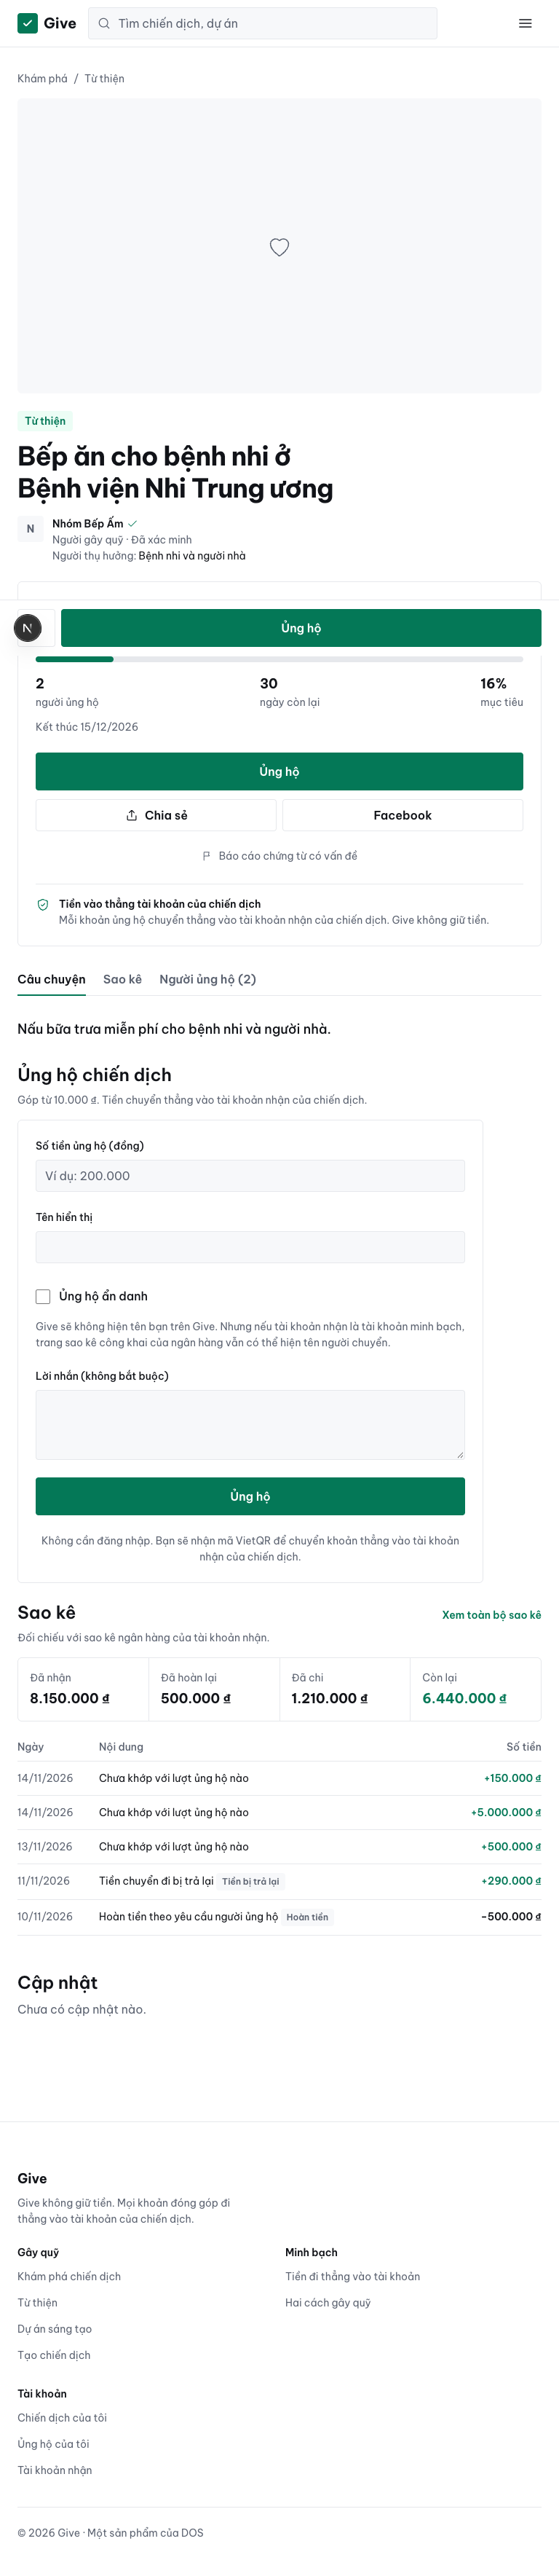 Give
Tìm chiến dịch, dự án
Khám phá / Từ thiện
Từ thiện
Bếp ăn cho bệnh nhi ở
Bệnh viện Nhi Trung ương
N
Nhóm Bếp Ấm
Người gây quỹ · Đã xác minh
Người thụ hưởng: Bệnh nhi và người nhà
N
Ủng hộ
2
người ủng hộ
30
ngày còn lại
16%
mục tiêu
Kết thúc 15/12/2026
Ủng hộ
Chia sẻ
Facebook
Báo cáo chứng từ có vấn đề
Tiền vào thẳng tài khoản của chiến dịch
Mỗi khoản ủng hộ chuyển thẳng vào tài khoản nhận của chiến dịch. Give không giữ tiền.
Câu chuyện
Sao kê
Người ủng hộ (2)
Nấu bữa trưa miễn phí cho bệnh nhi và người nhà.
Ủng hộ chiến dịch
Góp từ 10.000 ₫. Tiền chuyển thẳng vào tài khoản nhận của chiến dịch.
Số tiền ủng hộ (đồng)
Ví dụ: 200.000
Tên hiển thị
Ủng hộ ẩn danh
Give sẽ không hiện tên bạn trên Give. Nhưng nếu tài khoản nhận là tài khoản minh bạch,
trang sao kê công khai của ngân hàng vẫn có thể hiện tên người chuyển.
Lời nhắn (không bắt buộc)
Ủng hộ
Không cần đăng nhập. Bạn sẽ nhận mã VietQR để chuyển khoản thẳng vào tài khoản
nhận của chiến dịch.
Sao kê
Xem toàn bộ sao kê
Đối chiếu với sao kê ngân hàng của tài khoản nhận.
Đã nhận
8.150.000 ₫
Đã hoàn lại
500.000 ₫
Đã chi
1.210.000 ₫
Còn lại
6.440.000 ₫
Ngày Nội dung Số tiền
14/11/2026 Chưa khớp với lượt ủng hộ nào +150.000 ₫
14/11/2026 Chưa khớp với lượt ủng hộ nào +5.000.000 ₫
13/11/2026 Chưa khớp với lượt ủng hộ nào +500.000 ₫
11/11/2026 Tiền chuyển đi bị trả lại Tiền bị trả lại +290.000 ₫
10/11/2026 Hoàn tiền theo yêu cầu người ủng hộ Hoàn tiền −500.000 ₫
Cập nhật
Chưa có cập nhật nào.
Give
Give không giữ tiền. Mọi khoản đóng góp đi
thẳng vào tài khoản của chiến dịch.
Gây quỹ
Khám phá chiến dịch
Từ thiện
Dự án sáng tạo
Tạo chiến dịch
Minh bạch
Tiền đi thẳng vào tài khoản
Hai cách gây quỹ
Tài khoản
Chiến dịch của tôi
Ủng hộ của tôi
Tài khoản nhận
© 2026 Give · Một sản phẩm của DOS